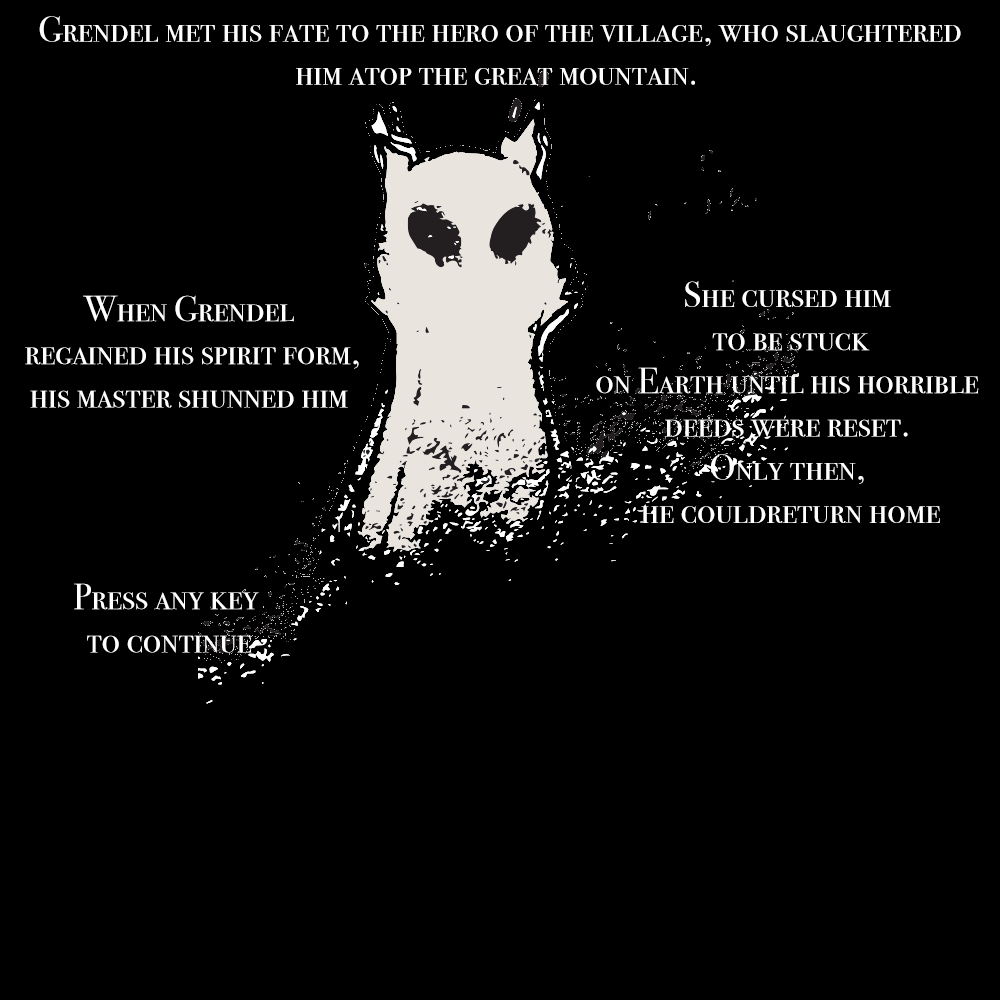 Grendel met his fate to the hero of the village, who slaughtered
him atop the great mountain.
When Grendel
regained his spirit form,
his master shunned him
She cursed him
to be stuck
on Earth until his horrible
deeds were reset.
Only then,
he couldreturn home
Press any key
to continue.